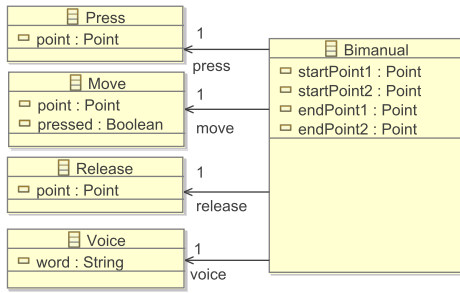 Press
point : Point
1
press
Move
point : Point
pressed : Boolean
1
move
Release
point : Point
1
release
Voice
word : String
1
voice
Bimanual
startPoint1 : Point
startPoint2 : Point
endPoint1 : Point
endPoint2 : Point